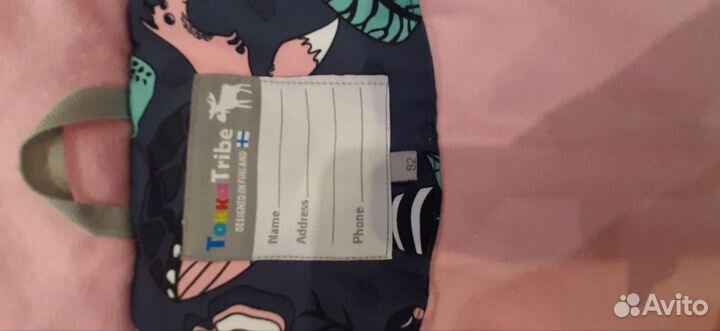 TokkaTribe
DESIGNED IN FINLAND
Name
Address
Phone
92
Avito